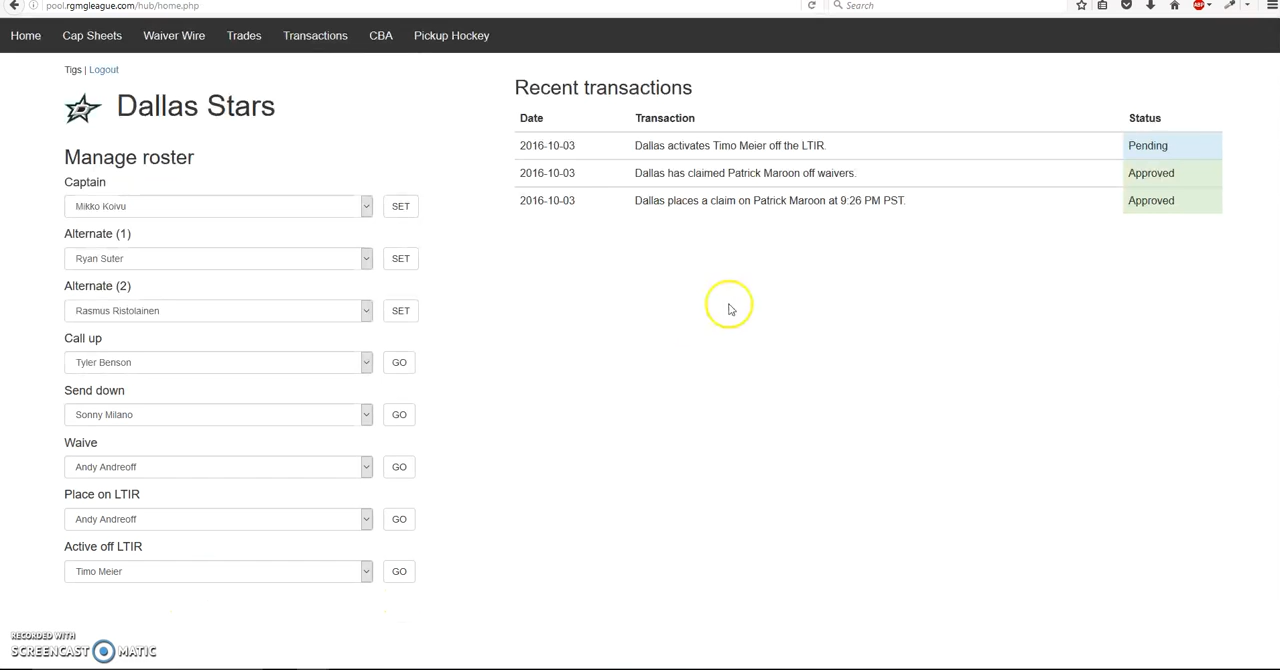 pool.rgmgleague.com/hub/home.php
Search
ABP
Home Cap Sheets Waiver Wire Trades Transactions CBA Pickup Hockey
Tigs | Logout
Dallas Stars
Manage roster
Captain
Mikko Koivu SET
Alternate (1)
Ryan Suter SET
Alternate (2)
Rasmus Ristolainen SET
Call up
Tyler Benson GO
Send down
Sonny Milano GO
Waive
Andy Andreoff GO
Place on LTIR
Andy Andreoff GO
Active off LTIR
Timo Meier GO
Recent transactions
Date Transaction Status
2016-10-03 Dallas activates Timo Meier off the LTIR. Pending
2016-10-03 Dallas has claimed Patrick Maroon off waivers. Approved
2016-10-03 Dallas places a claim on Patrick Maroon at 9:26 PM PST. Approved
RECORDED WITH
SCREENCAST MATIC